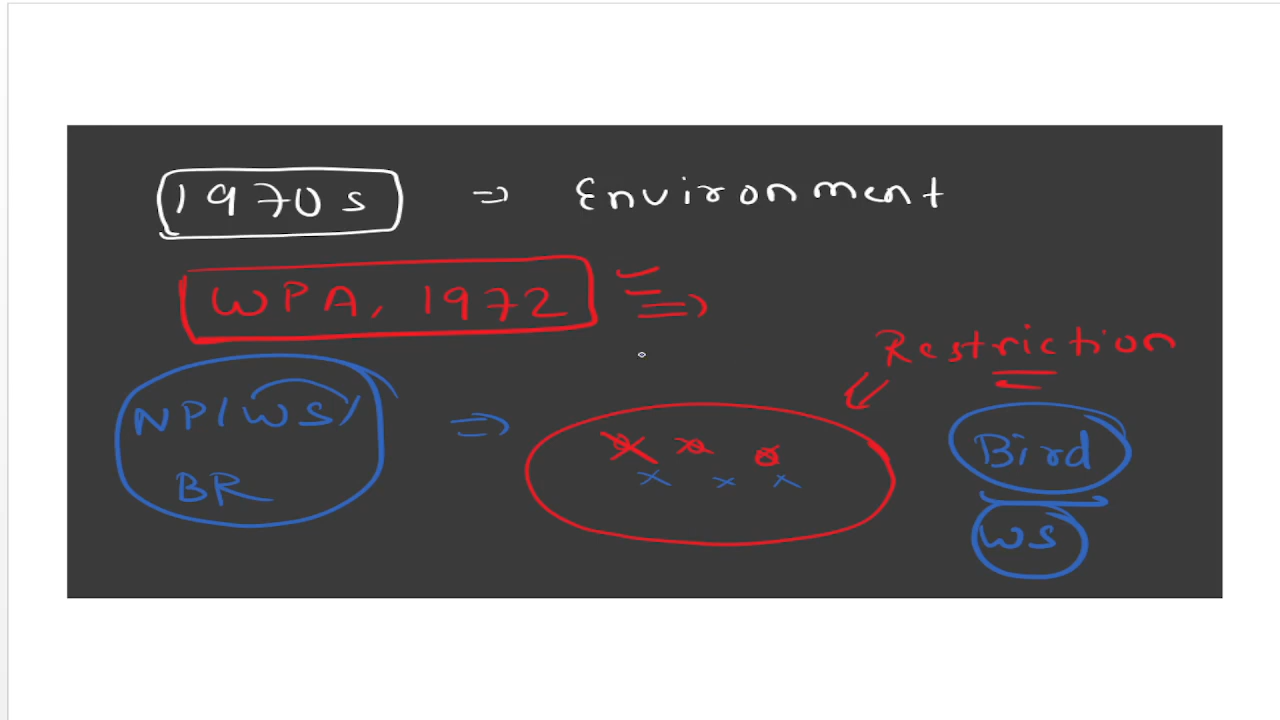 1970s ⇒ Environment
WPA, 1972 ⇒
Restriction
NP/WS/ ⇒
BR
Bird
WS